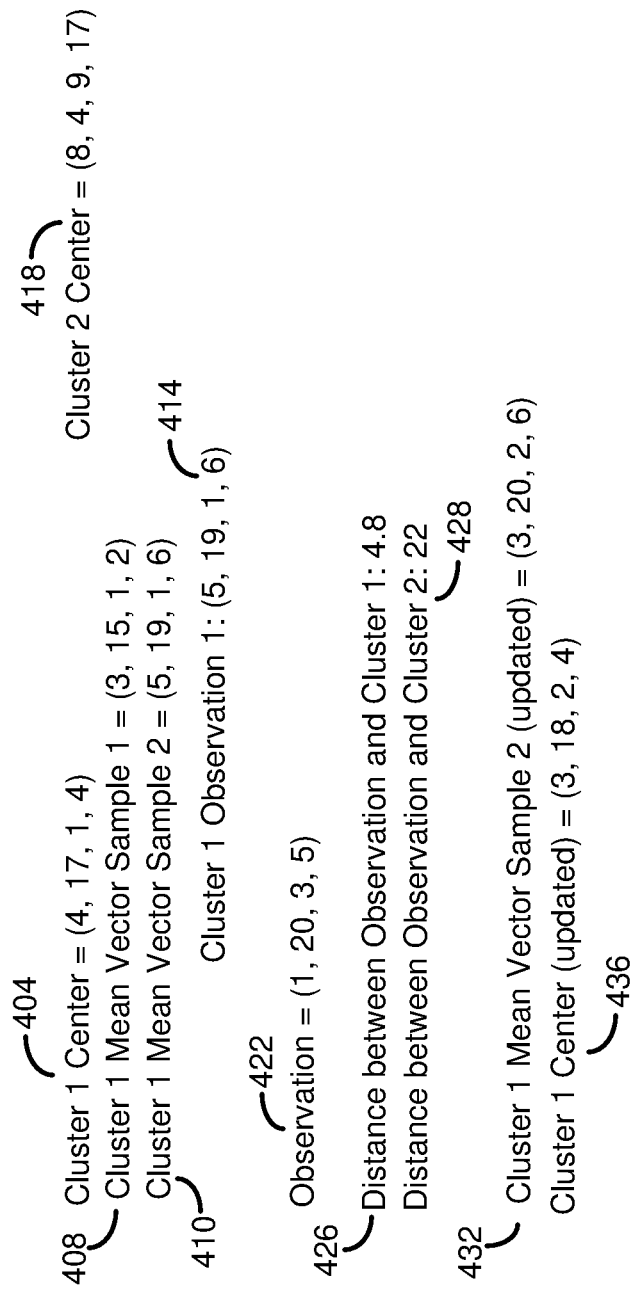 404
418
Cluster 1 Center = (4, 17, 1, 4)
Cluster 2 Center = (8, 4, 9, 17)
408
Cluster 1 Mean Vector Sample 1 = (3, 15, 1, 2)
Cluster 1 Mean Vector Sample 2 = (5, 19, 1, 6)
410
414
Cluster 1 Observation 1: (5, 19, 1, 6)
422
Observation = (1, 20, 3, 5)
426
Distance between Observation and Cluster 1: 4.8
Distance between Observation and Cluster 2: 22
428
432
Cluster 1 Mean Vector Sample 2 (updated) = (3, 20, 2, 6)
Cluster 1 Center (updated) = (3, 18, 2, 4)
436